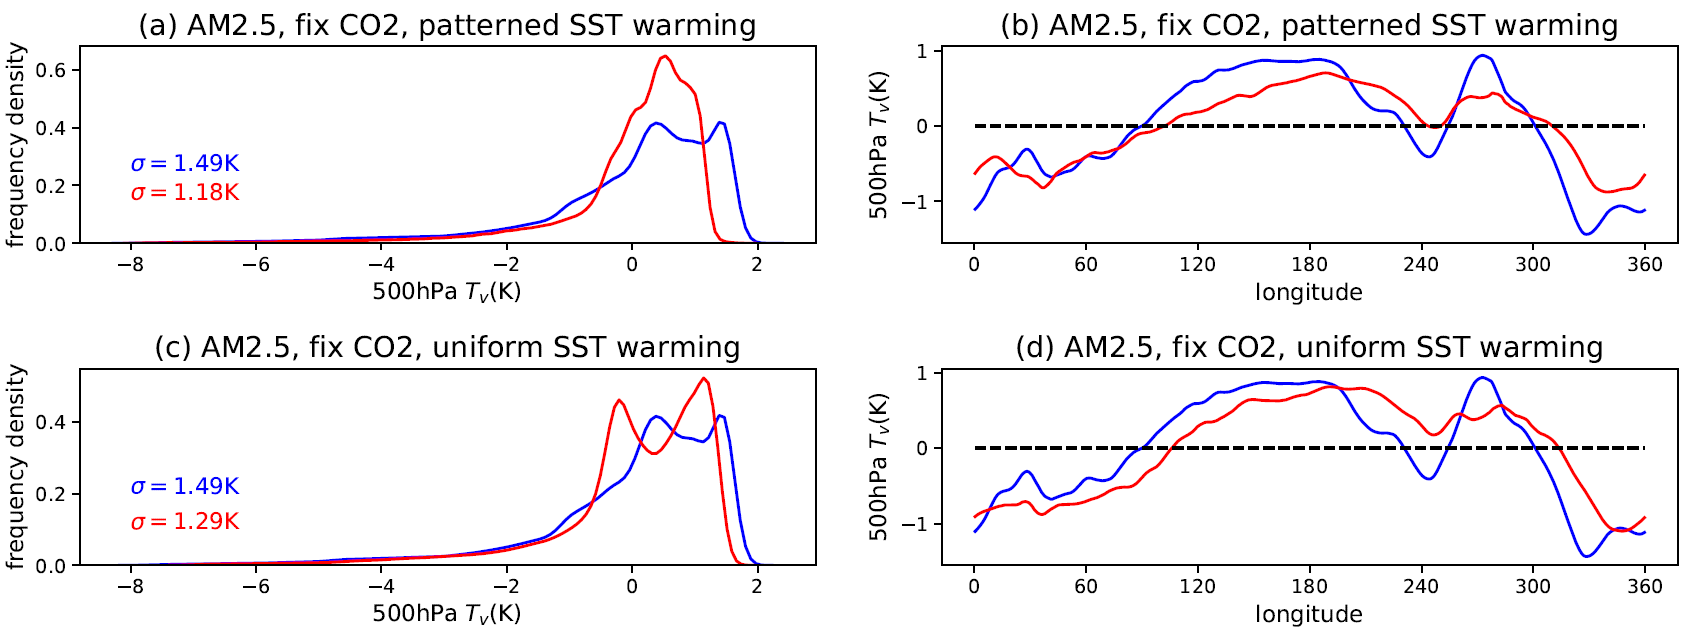 (a) AM2.5, fix CO2, patterned SST warming
frequency density
0.6
0.4
0.2
0.0
σ = 1.49K
σ = 1.18K
−8 −6 −4 −2 0 2
500hPa Tv(K)
(b) AM2.5, fix CO2, patterned SST warming
500hPa Tv(K)
1
0
−1
0 60 120 180 240 300 360
longitude
(c) AM2.5, fix CO2, uniform SST warming
frequency density
0.4
0.2
0.0
σ = 1.49K
σ = 1.29K
−8 −6 −4 −2 0 2
500hPa Tv(K)
(d) AM2.5, fix CO2, uniform SST warming
500hPa Tv(K)
1
0
−1
0 60 120 180 240 300 360
longitude